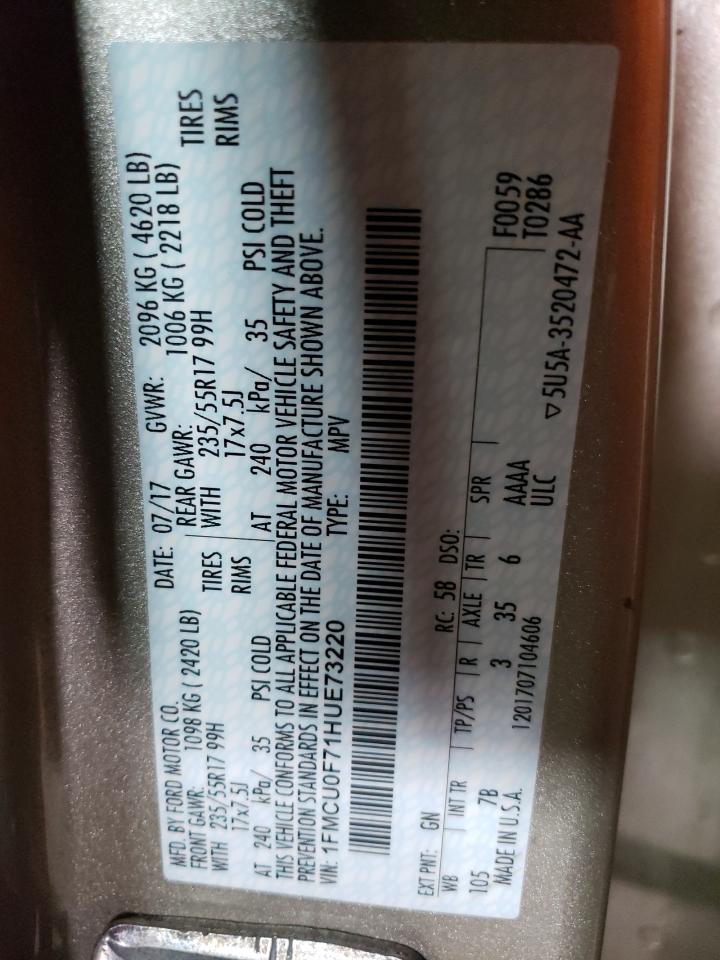 MFD. BY FORD MOTOR CO.
DATE: 07/17 GVWR: 2096 KG ( 4620 LB)
FRONT GAWR: 1098 KG ( 2420 LB) REAR GAWR: 1006 KG ( 2218 LB)
WITH 235/55R17 99H TIRES WITH 235/55R17 99H TIRES
17x7.5J RIMS 17x7.5J RIMS
AT 240 kPa/ 35 PSI COLD AT 240 kPa/ 35 PSI COLD
THIS VEHICLE CONFORMS TO ALL APPLICABLE FEDERAL MOTOR VEHICLE SAFETY AND THEFT
PREVENTION STANDARDS IN EFFECT ON THE DATE OF MANUFACTURE SHOWN ABOVE.
VIN: 1FMCU0F71HUE73220 TYPE: MPV
EXT PNT: GN RC: 58 DSO: F0059
WB INT TR TP/PS R AXLE TR SPR T0286
105 7B 3 35 6 AAAA
MADE IN U.S.A. 1201707104606 ULC ▽5U5A-3520472-AA